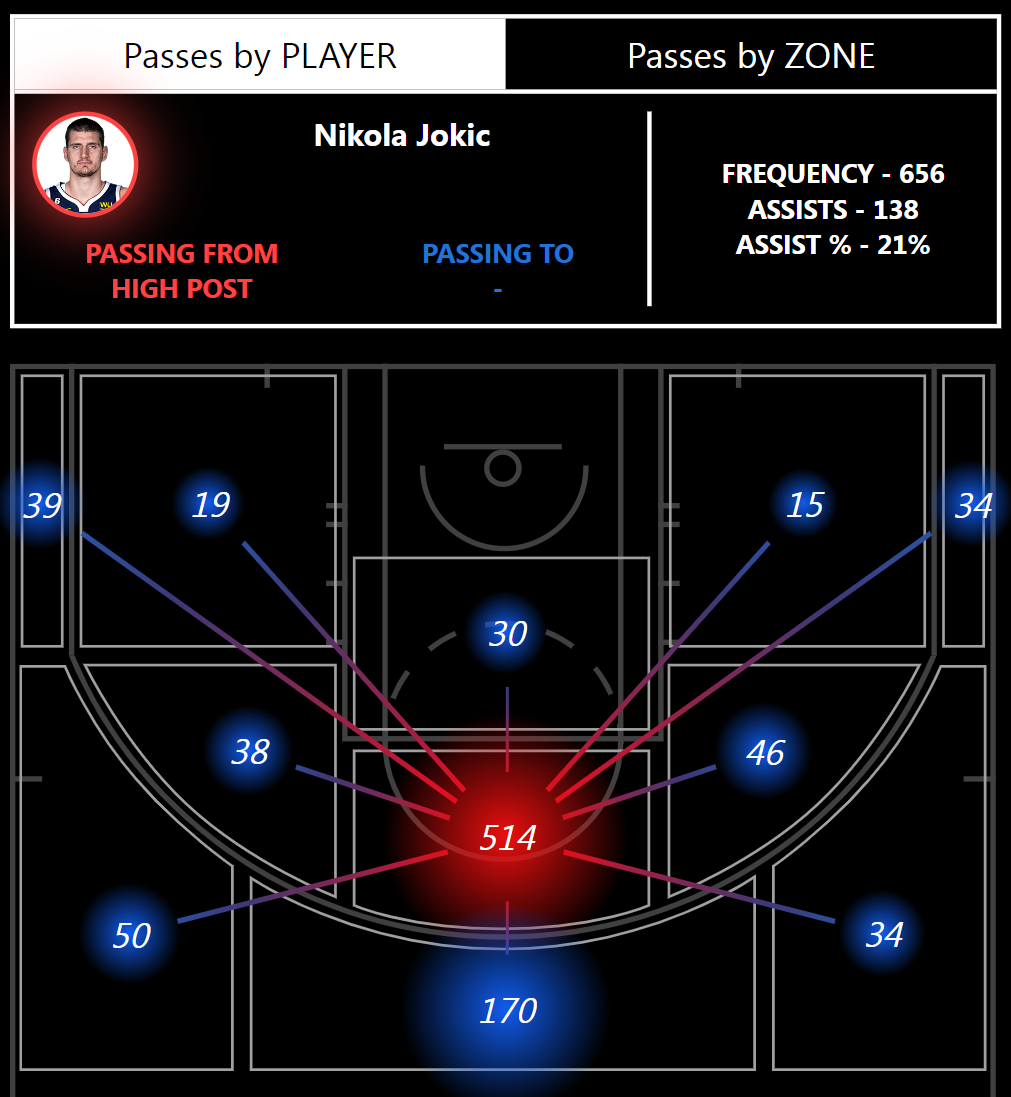 Passes by PLAYER
Passes by ZONE
Nikola Jokic
PASSING FROM
HIGH POST
PASSING TO
-
FREQUENCY - 656
ASSISTS - 138
ASSIST % - 21%
39
19
15
34
30
38
46
514
50
34
170